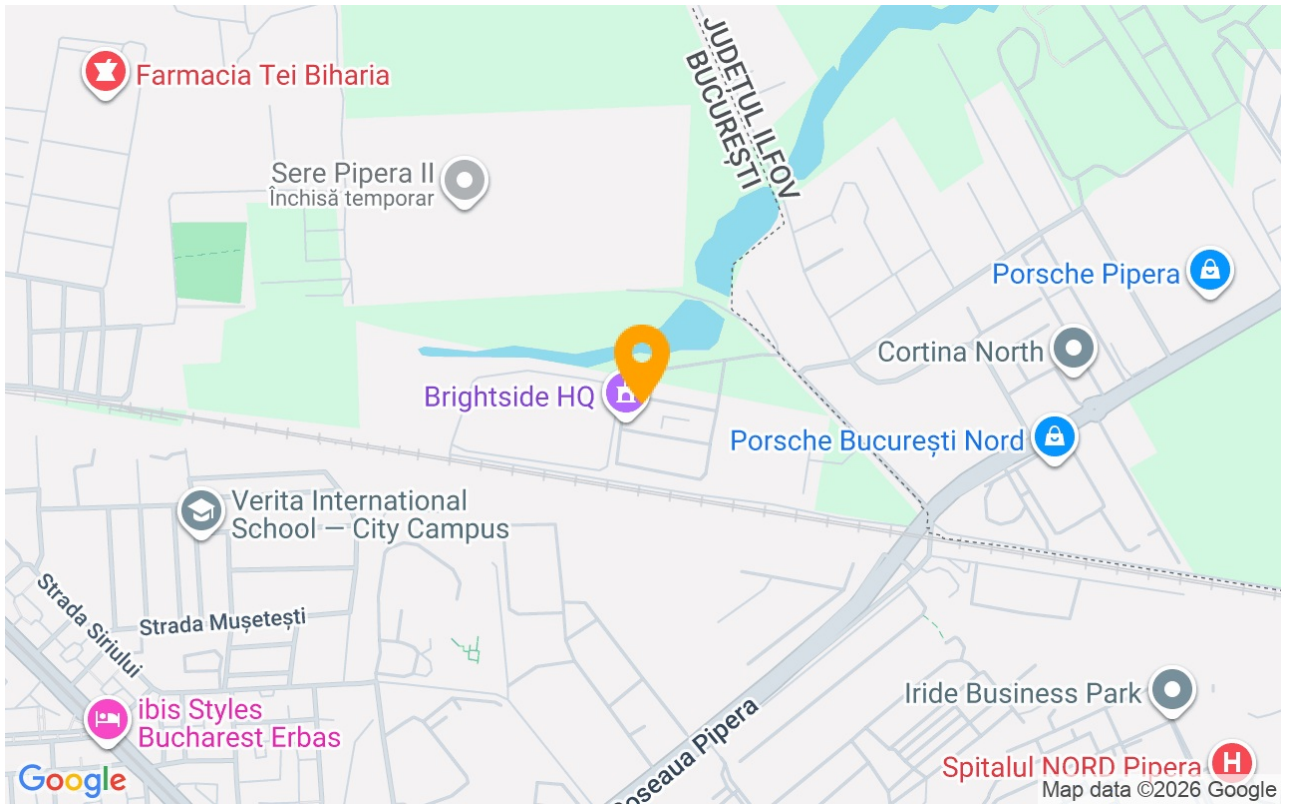 JUDEȚUL ILFOV
BUCUREȘTI
Farmacia Tei Biharia
Sere Pipera II
Închisă temporar
Porsche Pipera
Cortina North
Brightside HQ
Porsche București Nord
Verita International
School — City Campus
Strada Siriului
Strada Mușetești
Iride Business Park
ibis Styles
Bucharest Erbas
Șoseaua Pipera
Spitalul NORD Pipera
H
Google
Map data ©2026 Google